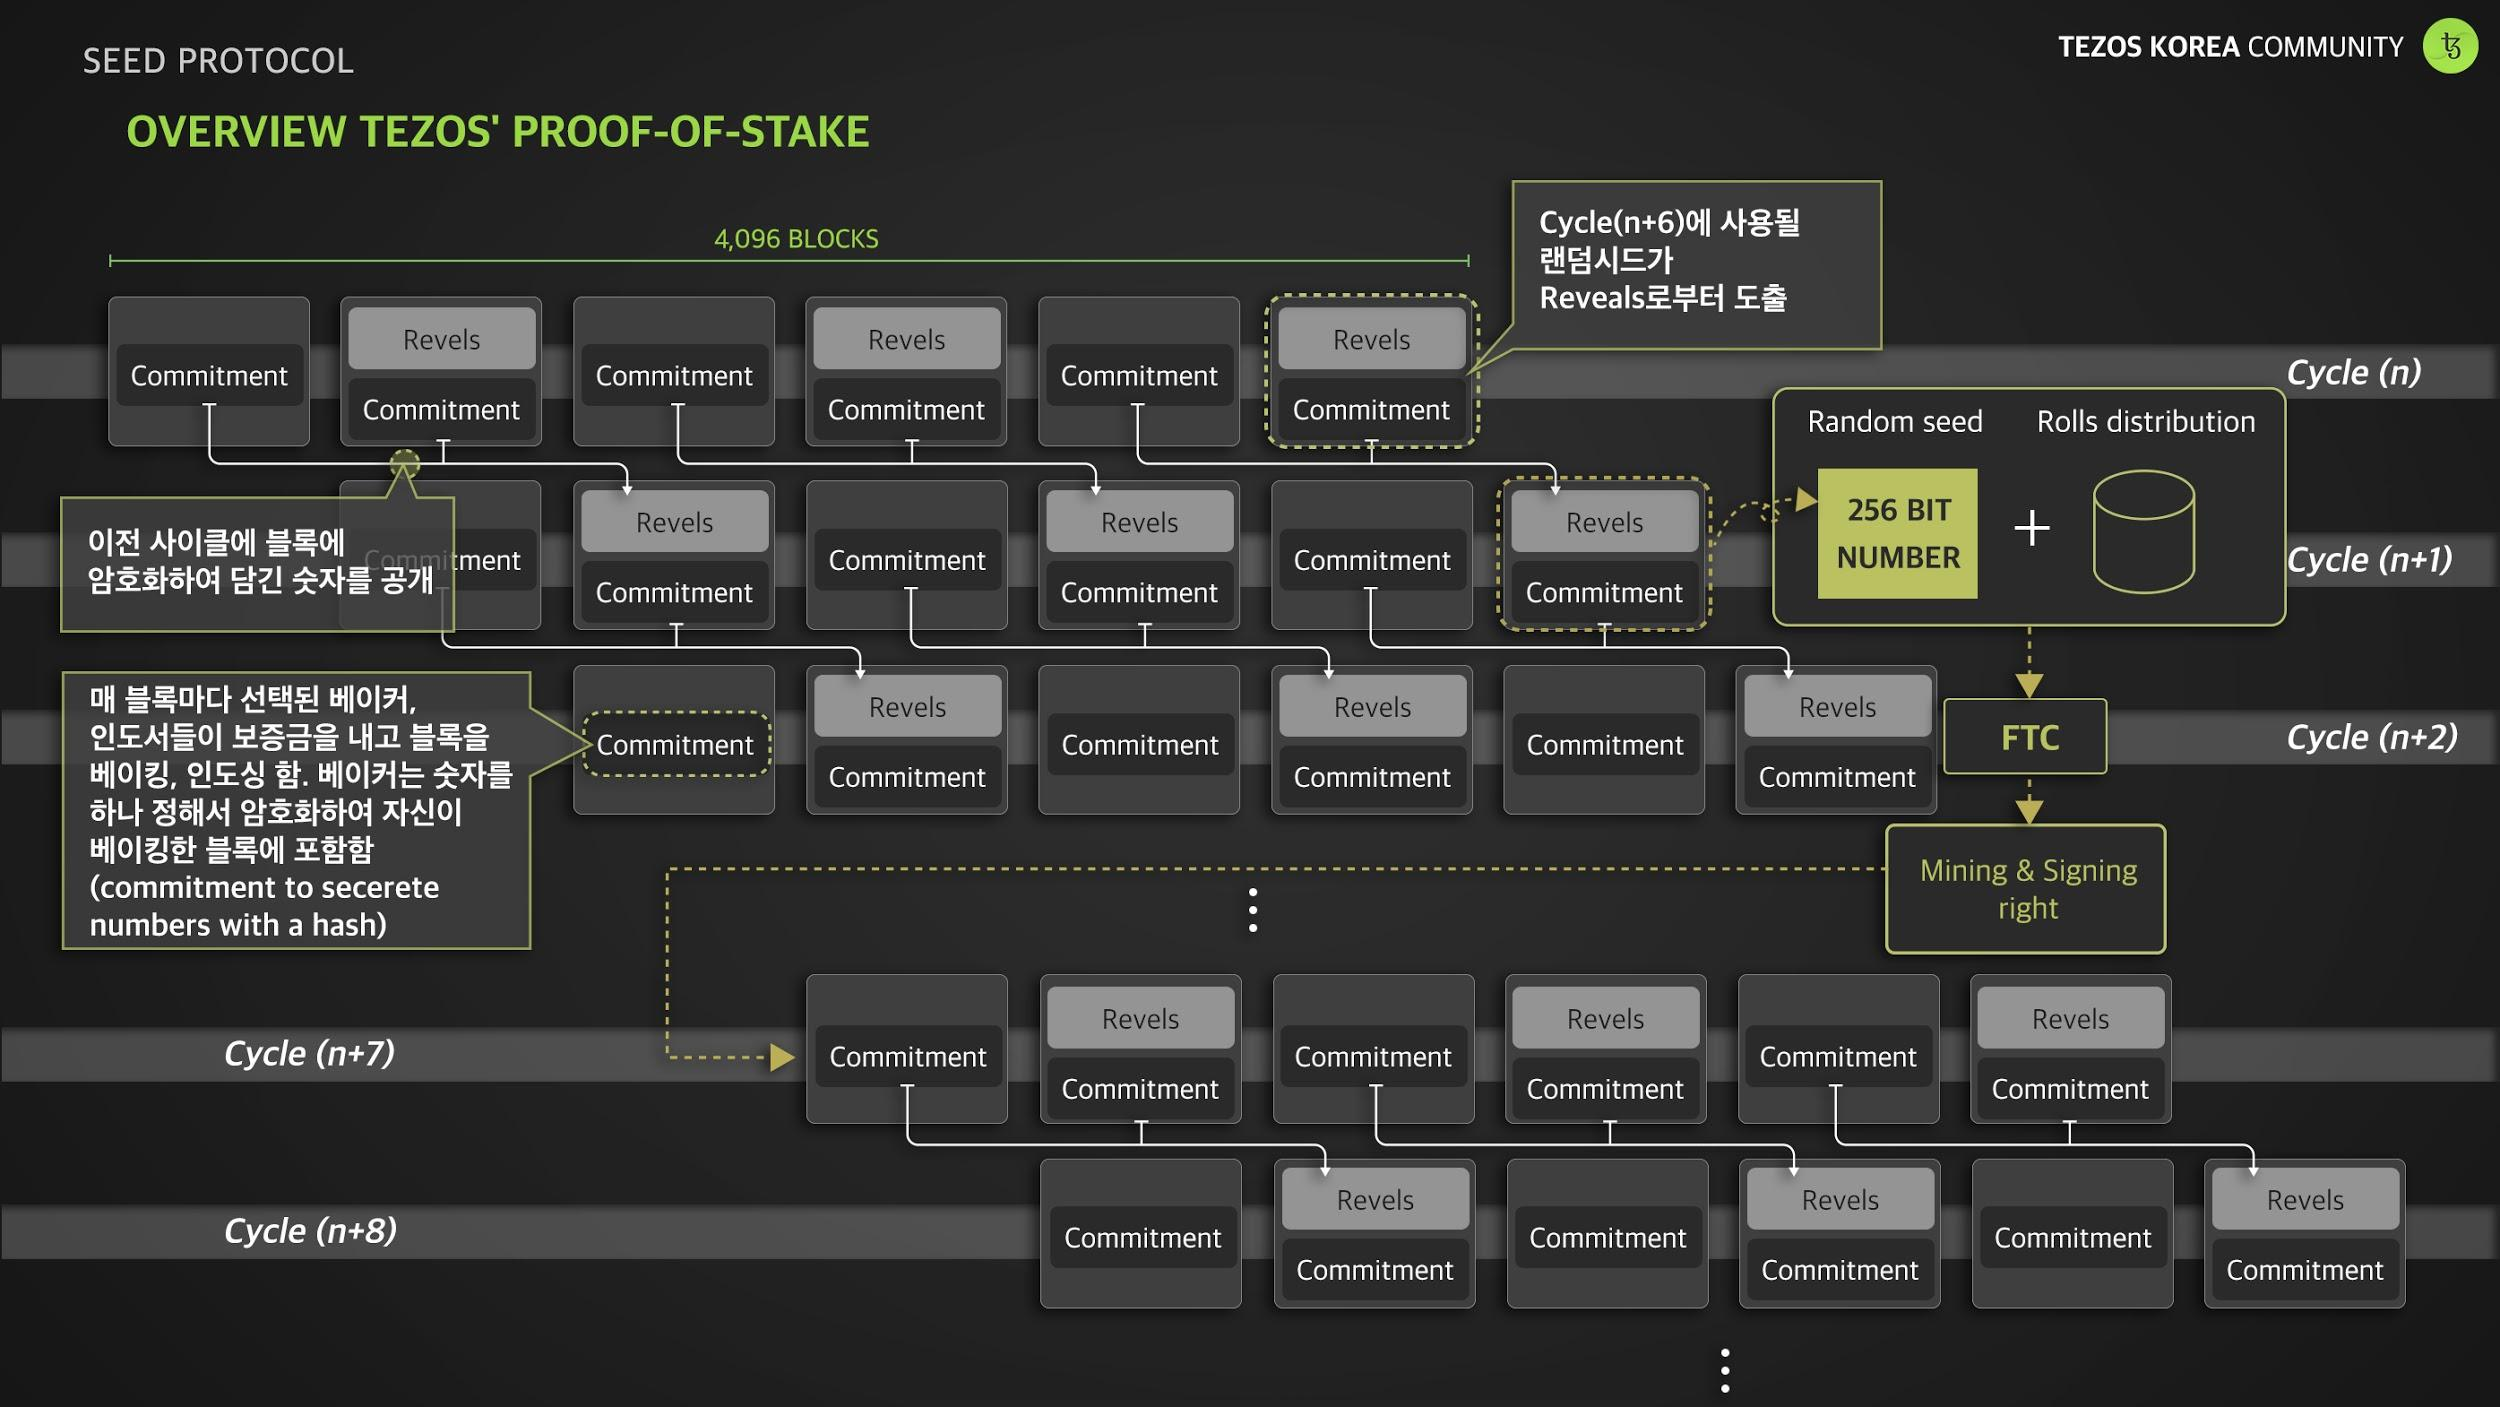 SEED PROTOCOL
TEZOS KOREA COMMUNITY
OVERVIEW TEZOS' PROOF-OF-STAKE
4,096 BLOCKS
Cycle(n+6)에 사용될
랜덤시드가
Reveals로부터 도출
Commitment
Revels
Commitment
Commitment
Revels
Commitment
Commitment
Revels
Commitment
Cycle (n)
이전 사이클에 블록에
암호화하여 담긴 숫자를 공개
Commitment
Revels
Commitment
Commitment
Revels
Commitment
Commitment
Revels
Commitment
Random seed
Rolls distribution
256 BIT
NUMBER
+
Cycle (n+1)
매 블록마다 선택된 베이커,
인도서들이 보증금을 내고 블록을
베이킹, 인도싱 함. 베이커는 숫자를
하나 정해서 암호화하여 자신이
베이킹한 블록에 포함함
(commitment to secerete
numbers with a hash)
Commitment
Revels
Commitment
Commitment
Revels
Commitment
Commitment
Revels
Commitment
FTC
Cycle (n+2)
Mining & Signing
right
Cycle (n+7)
Commitment
Revels
Commitment
Commitment
Revels
Commitment
Commitment
Revels
Commitment
Cycle (n+8)
Commitment
Revels
Commitment
Commitment
Revels
Commitment
Commitment
Revels
Commitment